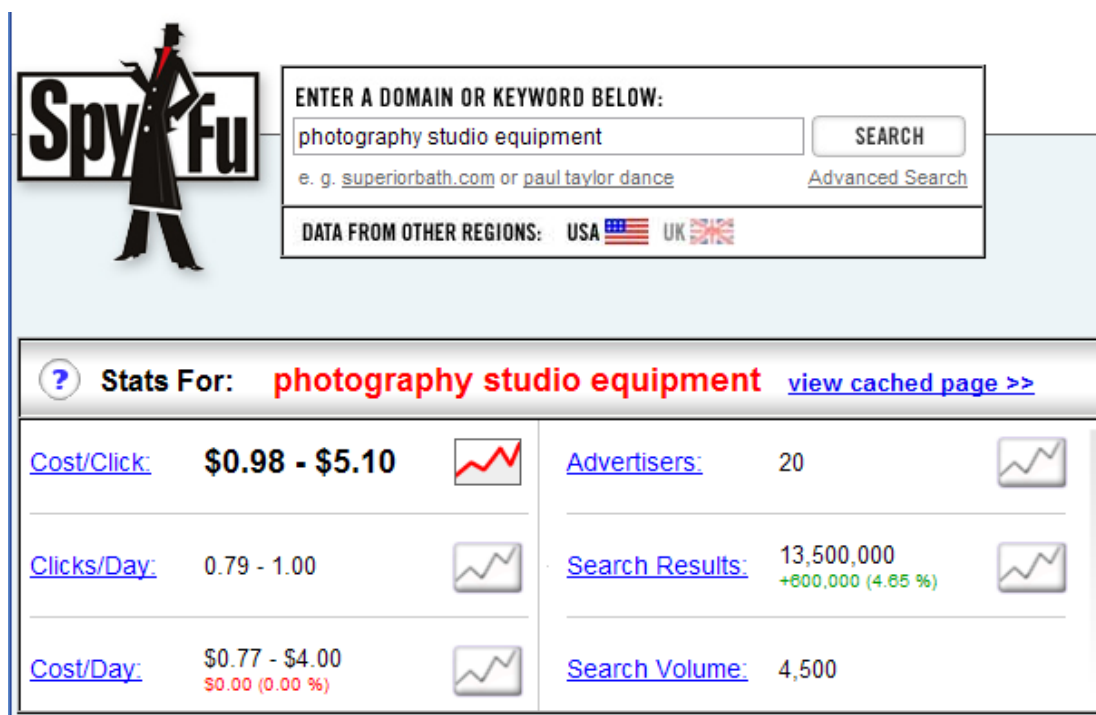 Spy Fu
ENTER A DOMAIN OR KEYWORD BELOW:
photography studio equipment SEARCH
e. g. superiorbath.com or paul taylor dance Advanced Search
DATA FROM OTHER REGIONS: USA UK
? Stats For: photography studio equipment view cached page >>
Cost/Click: $0.98 - $5.10 Advertisers: 20
Clicks/Day: 0.79 - 1.00 Search Results: 13,500,000
+600,000 (4.65 %)
Cost/Day: $0.77 - $4.00 Search Volume: 4,500
$0.00 (0.00 %)